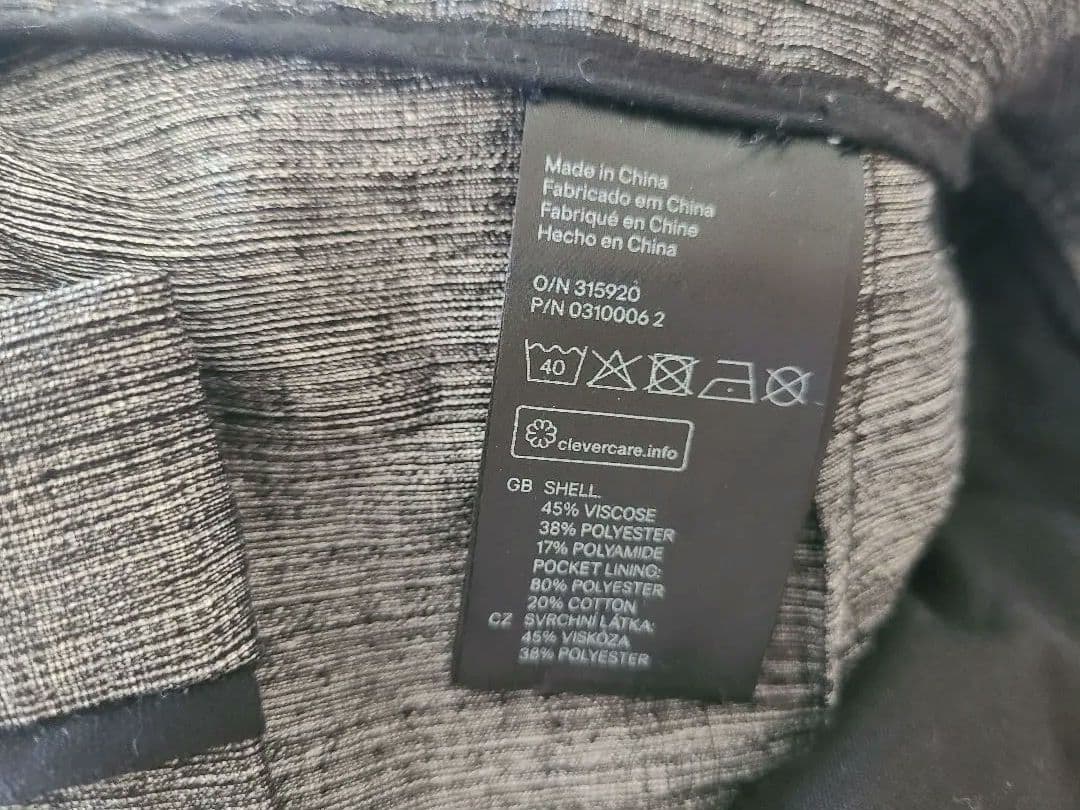 Made in China
Fabricado em China
Fabriqué en Chine
Hecho en China
O/N 315920
P/N 0310006 2
40
clevercare.info
GB SHELL:
45% VISCOSE
38% POLYESTER
17% POLYAMIDE
POCKET LINING:
80% POLYESTER
20% COTTON
CZ SVRCHNÍ LÁTKA:
45% VISKÓZA
38% POLYESTER